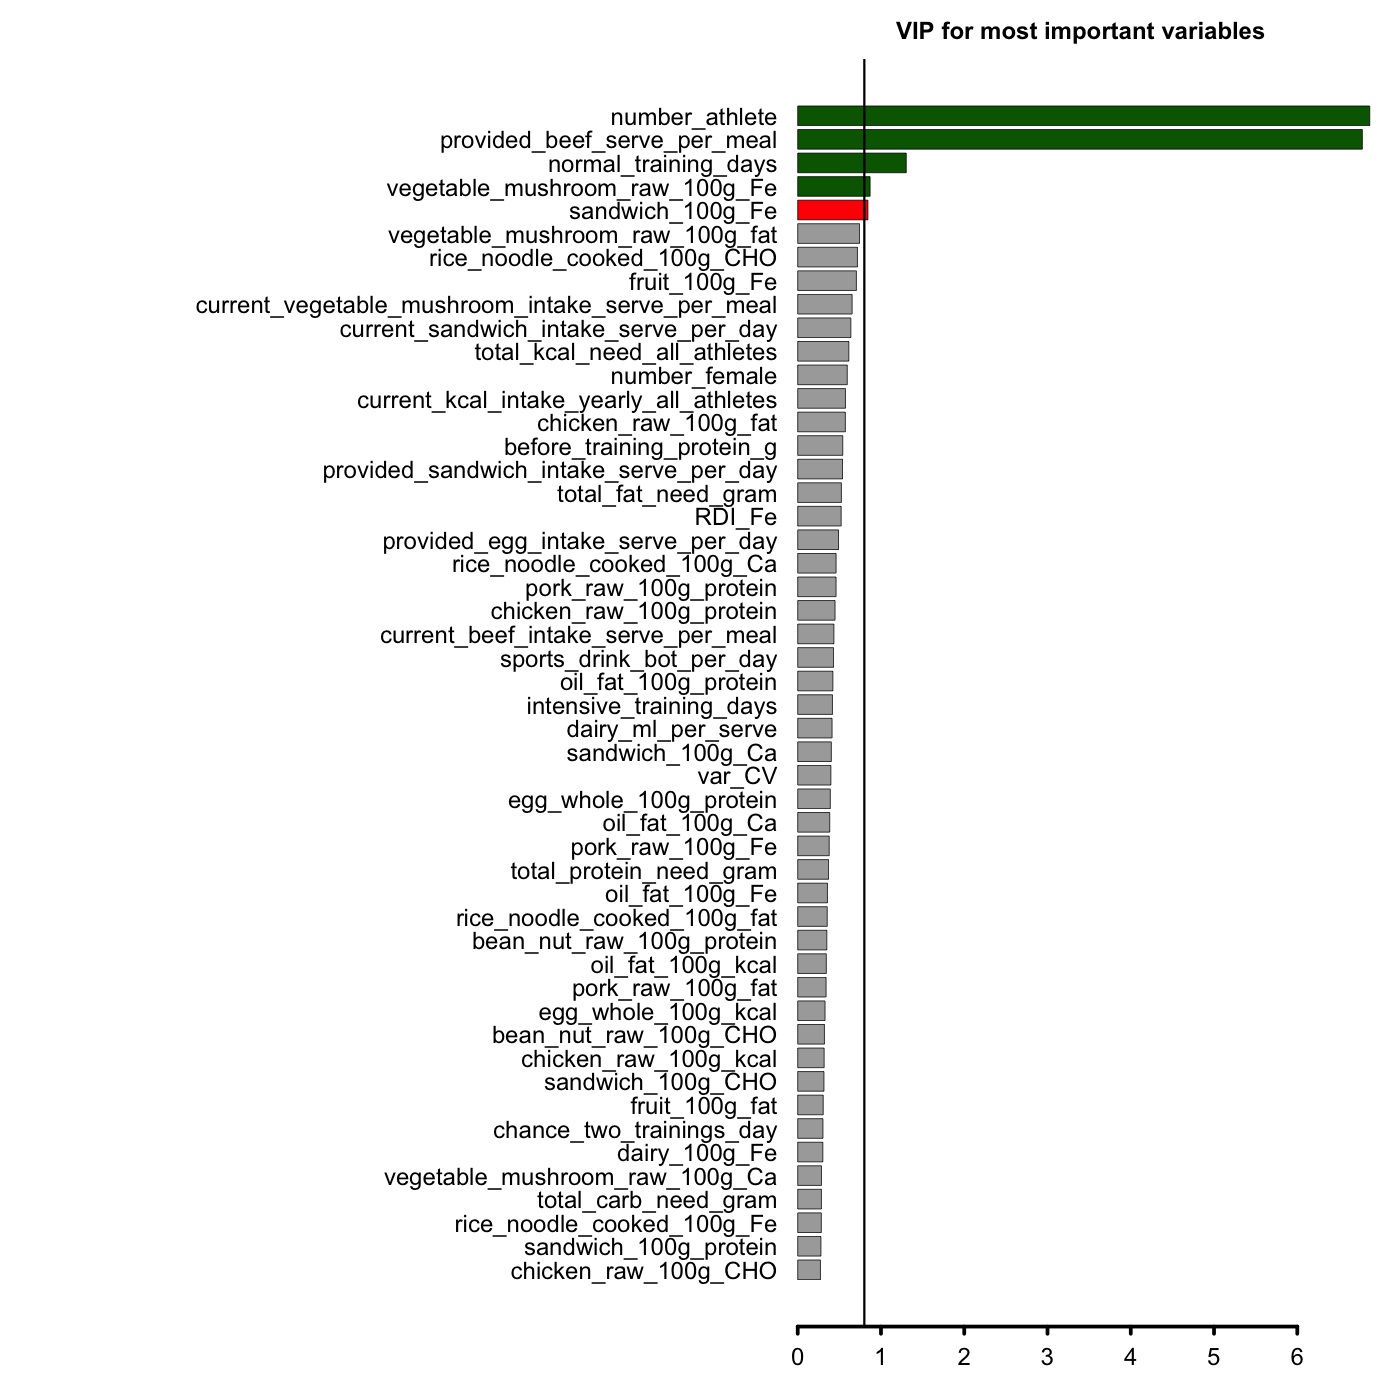 VIP for most important variables
number_athlete
provided_beef_serve_per_meal
normal_training_days
vegetable_mushroom_raw_100g_Fe
sandwich_100g_Fe
vegetable_mushroom_raw_100g_fat
rice_noodle_cooked_100g_CHO
fruit_100g_Fe
current_vegetable_mushroom_intake_serve_per_meal
current_sandwich_intake_serve_per_day
total_kcal_need_all_athletes
number_female
current_kcal_intake_yearly_all_athletes
chicken_raw_100g_fat
before_training_protein_g
provided_sandwich_intake_serve_per_day
total_fat_need_gram
RDI_Fe
provided_egg_intake_serve_per_day
rice_noodle_cooked_100g_Ca
pork_raw_100g_protein
chicken_raw_100g_protein
current_beef_intake_serve_per_meal
sports_drink_bot_per_day
oil_fat_100g_protein
intensive_training_days
dairy_ml_per_serve
sandwich_100g_Ca
var_CV
egg_whole_100g_protein
oil_fat_100g_Ca
pork_raw_100g_Fe
total_protein_need_gram
oil_fat_100g_Fe
rice_noodle_cooked_100g_fat
bean_nut_raw_100g_protein
oil_fat_100g_kcal
pork_raw_100g_fat
egg_whole_100g_kcal
bean_nut_raw_100g_CHO
chicken_raw_100g_kcal
sandwich_100g_CHO
fruit_100g_fat
chance_two_trainings_day
dairy_100g_Fe
vegetable_mushroom_raw_100g_Ca
total_carb_need_gram
rice_noodle_cooked_100g_Fe
sandwich_100g_protein
chicken_raw_100g_CHO
0 1 2 3 4 5 6